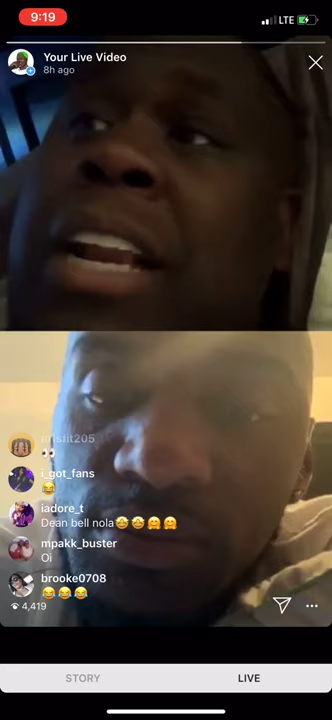 9:19
LTE
Your Live Video
8h ago
misfit205
👀
i_got_fans
😂
iadore_t
Dean bell nola🤩🤩🤗🤗
mpakk_buster
Oi
brooke0708
😂😂😂
4,419
STORY
LIVE